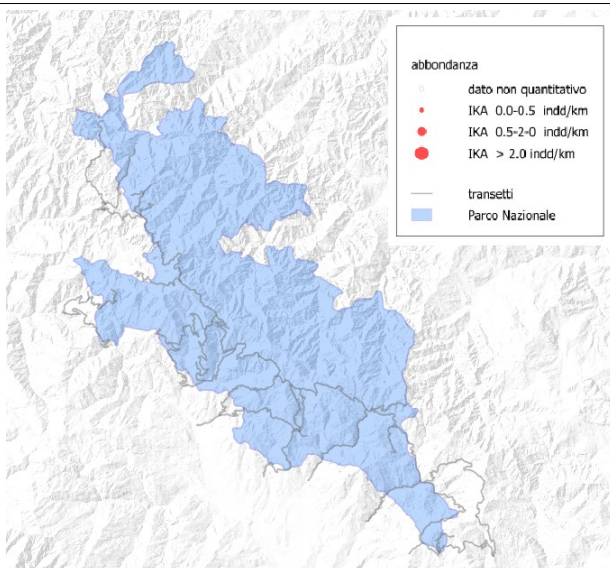 abbondanza
dato non quantitativo
IKA 0.0-0.5 indd/km
IKA 0.5-2-0 indd/km
IKA > 2.0 indd/km
transetti
Parco Nazionale